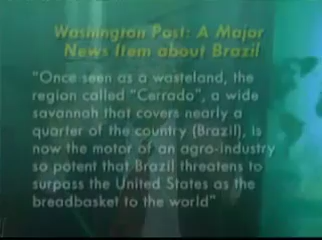 Washington Post: A Major
News Item about Brazil
"Once seen as a wasteland, the
region called "Cerrado", a wide
savannah that covers nearly a
quarter of the country (Brazil), is
now the motor of an agro-industry
so potent that Brazil threatens to
surpass the United States as the
breadbasket to the world"